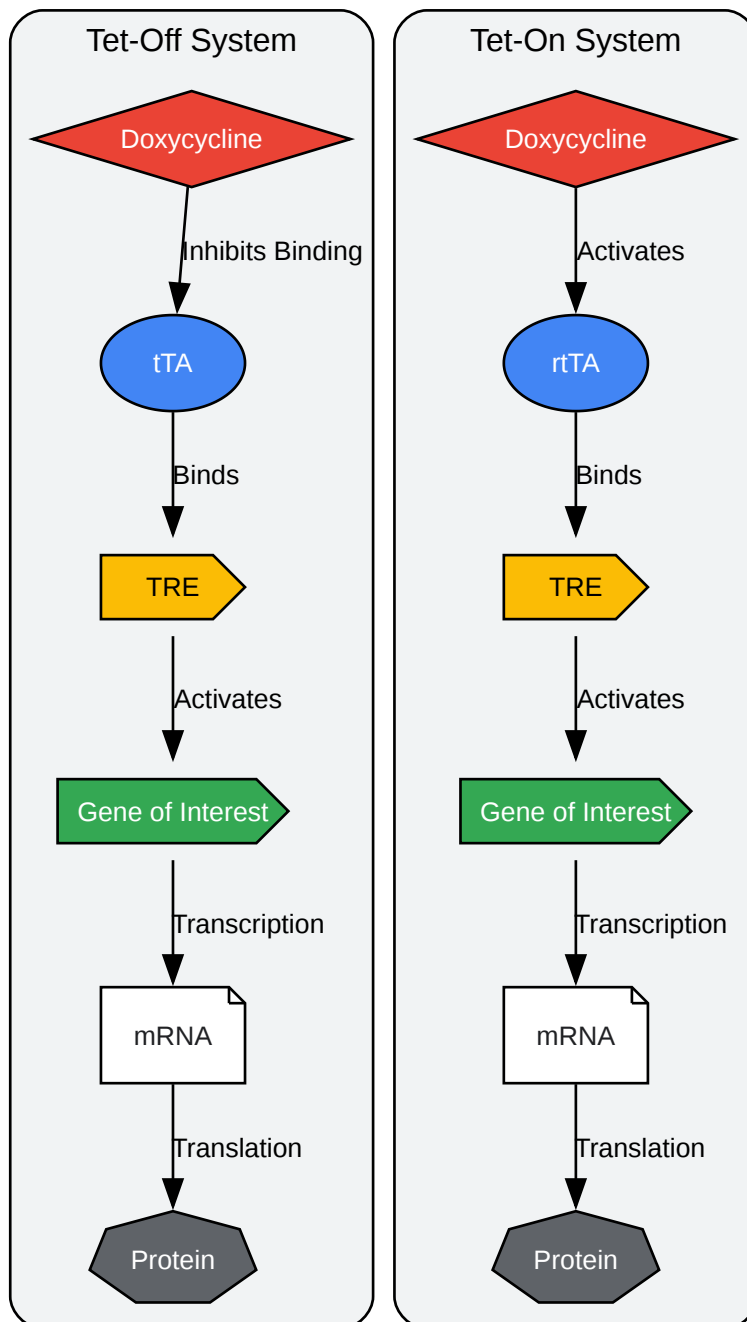 Tet-Off System
Doxycycline
Inhibits Binding
tTA
Binds
TRE
Activates
Gene of Interest
Transcription
mRNA
Translation
Protein
Tet-On System
Doxycycline
Activates
rtTA
Binds
TRE
Activates
Gene of Interest
Transcription
mRNA
Translation
Protein